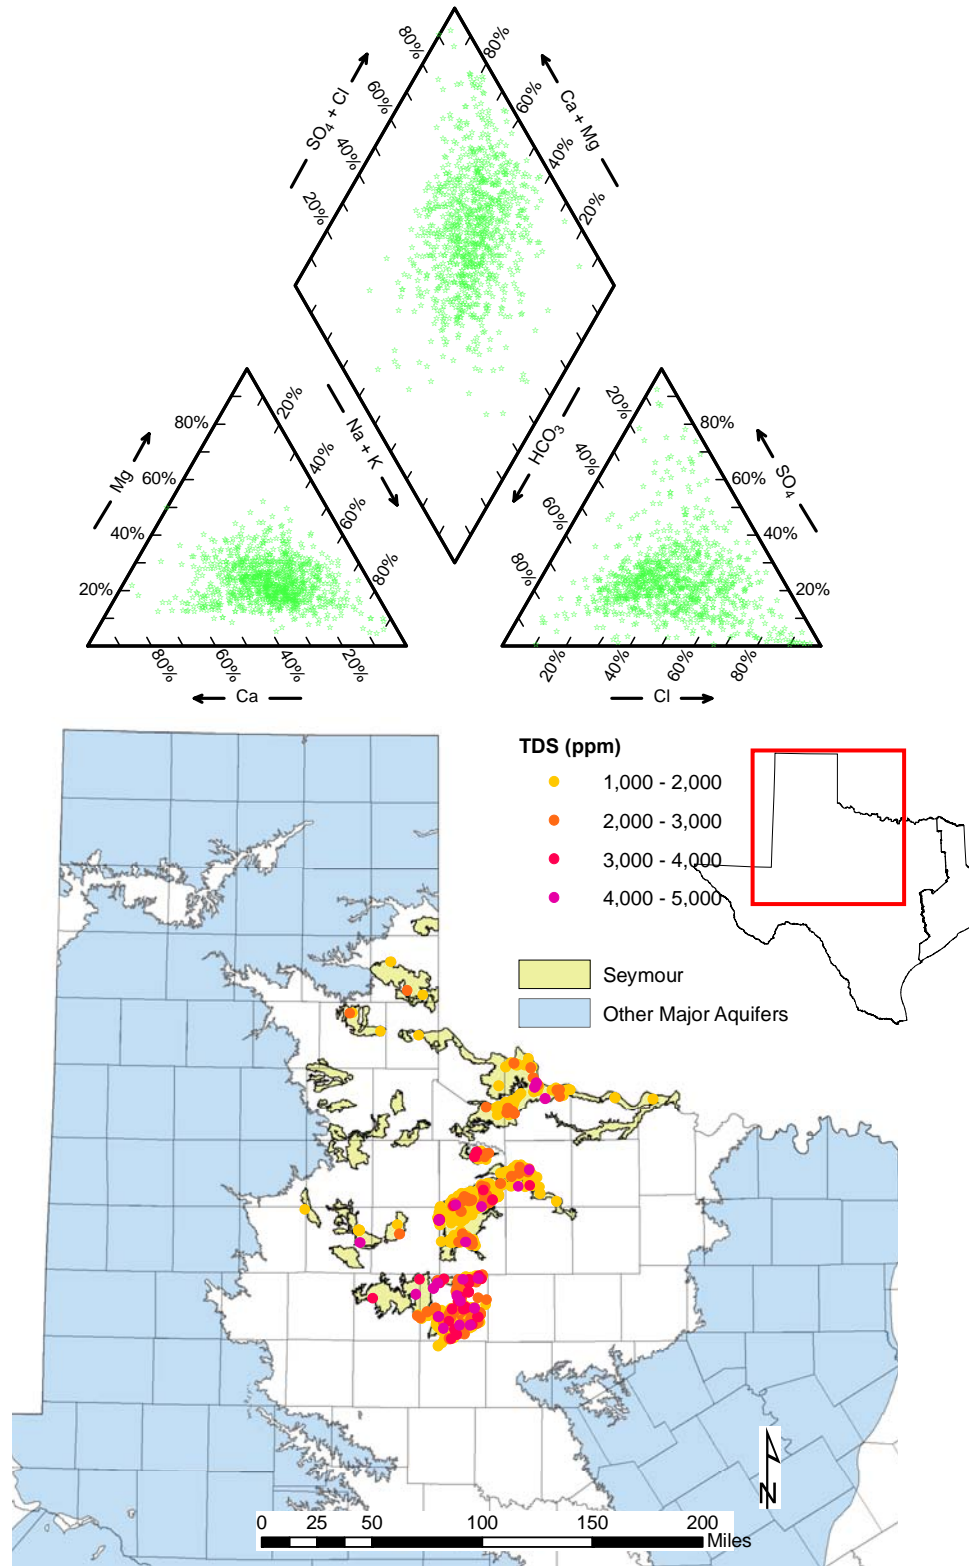 80%
80%
SO4 + Cl
Ca + Mg
60%
60%
40%
40%
20%
20%
Mg
Na + K
HCO3
SO4
80%
60%
40%
20%
20%
40%
60%
80%
20%
40%
60%
80%
80%
60%
40%
20%
80%
60%
40%
20%
Ca
20%
40%
60%
80%
Cl
TDS (ppm)
1,000 - 2,000
2,000 - 3,000
3,000 - 4,000
4,000 - 5,000
Seymour
Other Major Aquifers
N
0 25 50 100 150 200
Miles